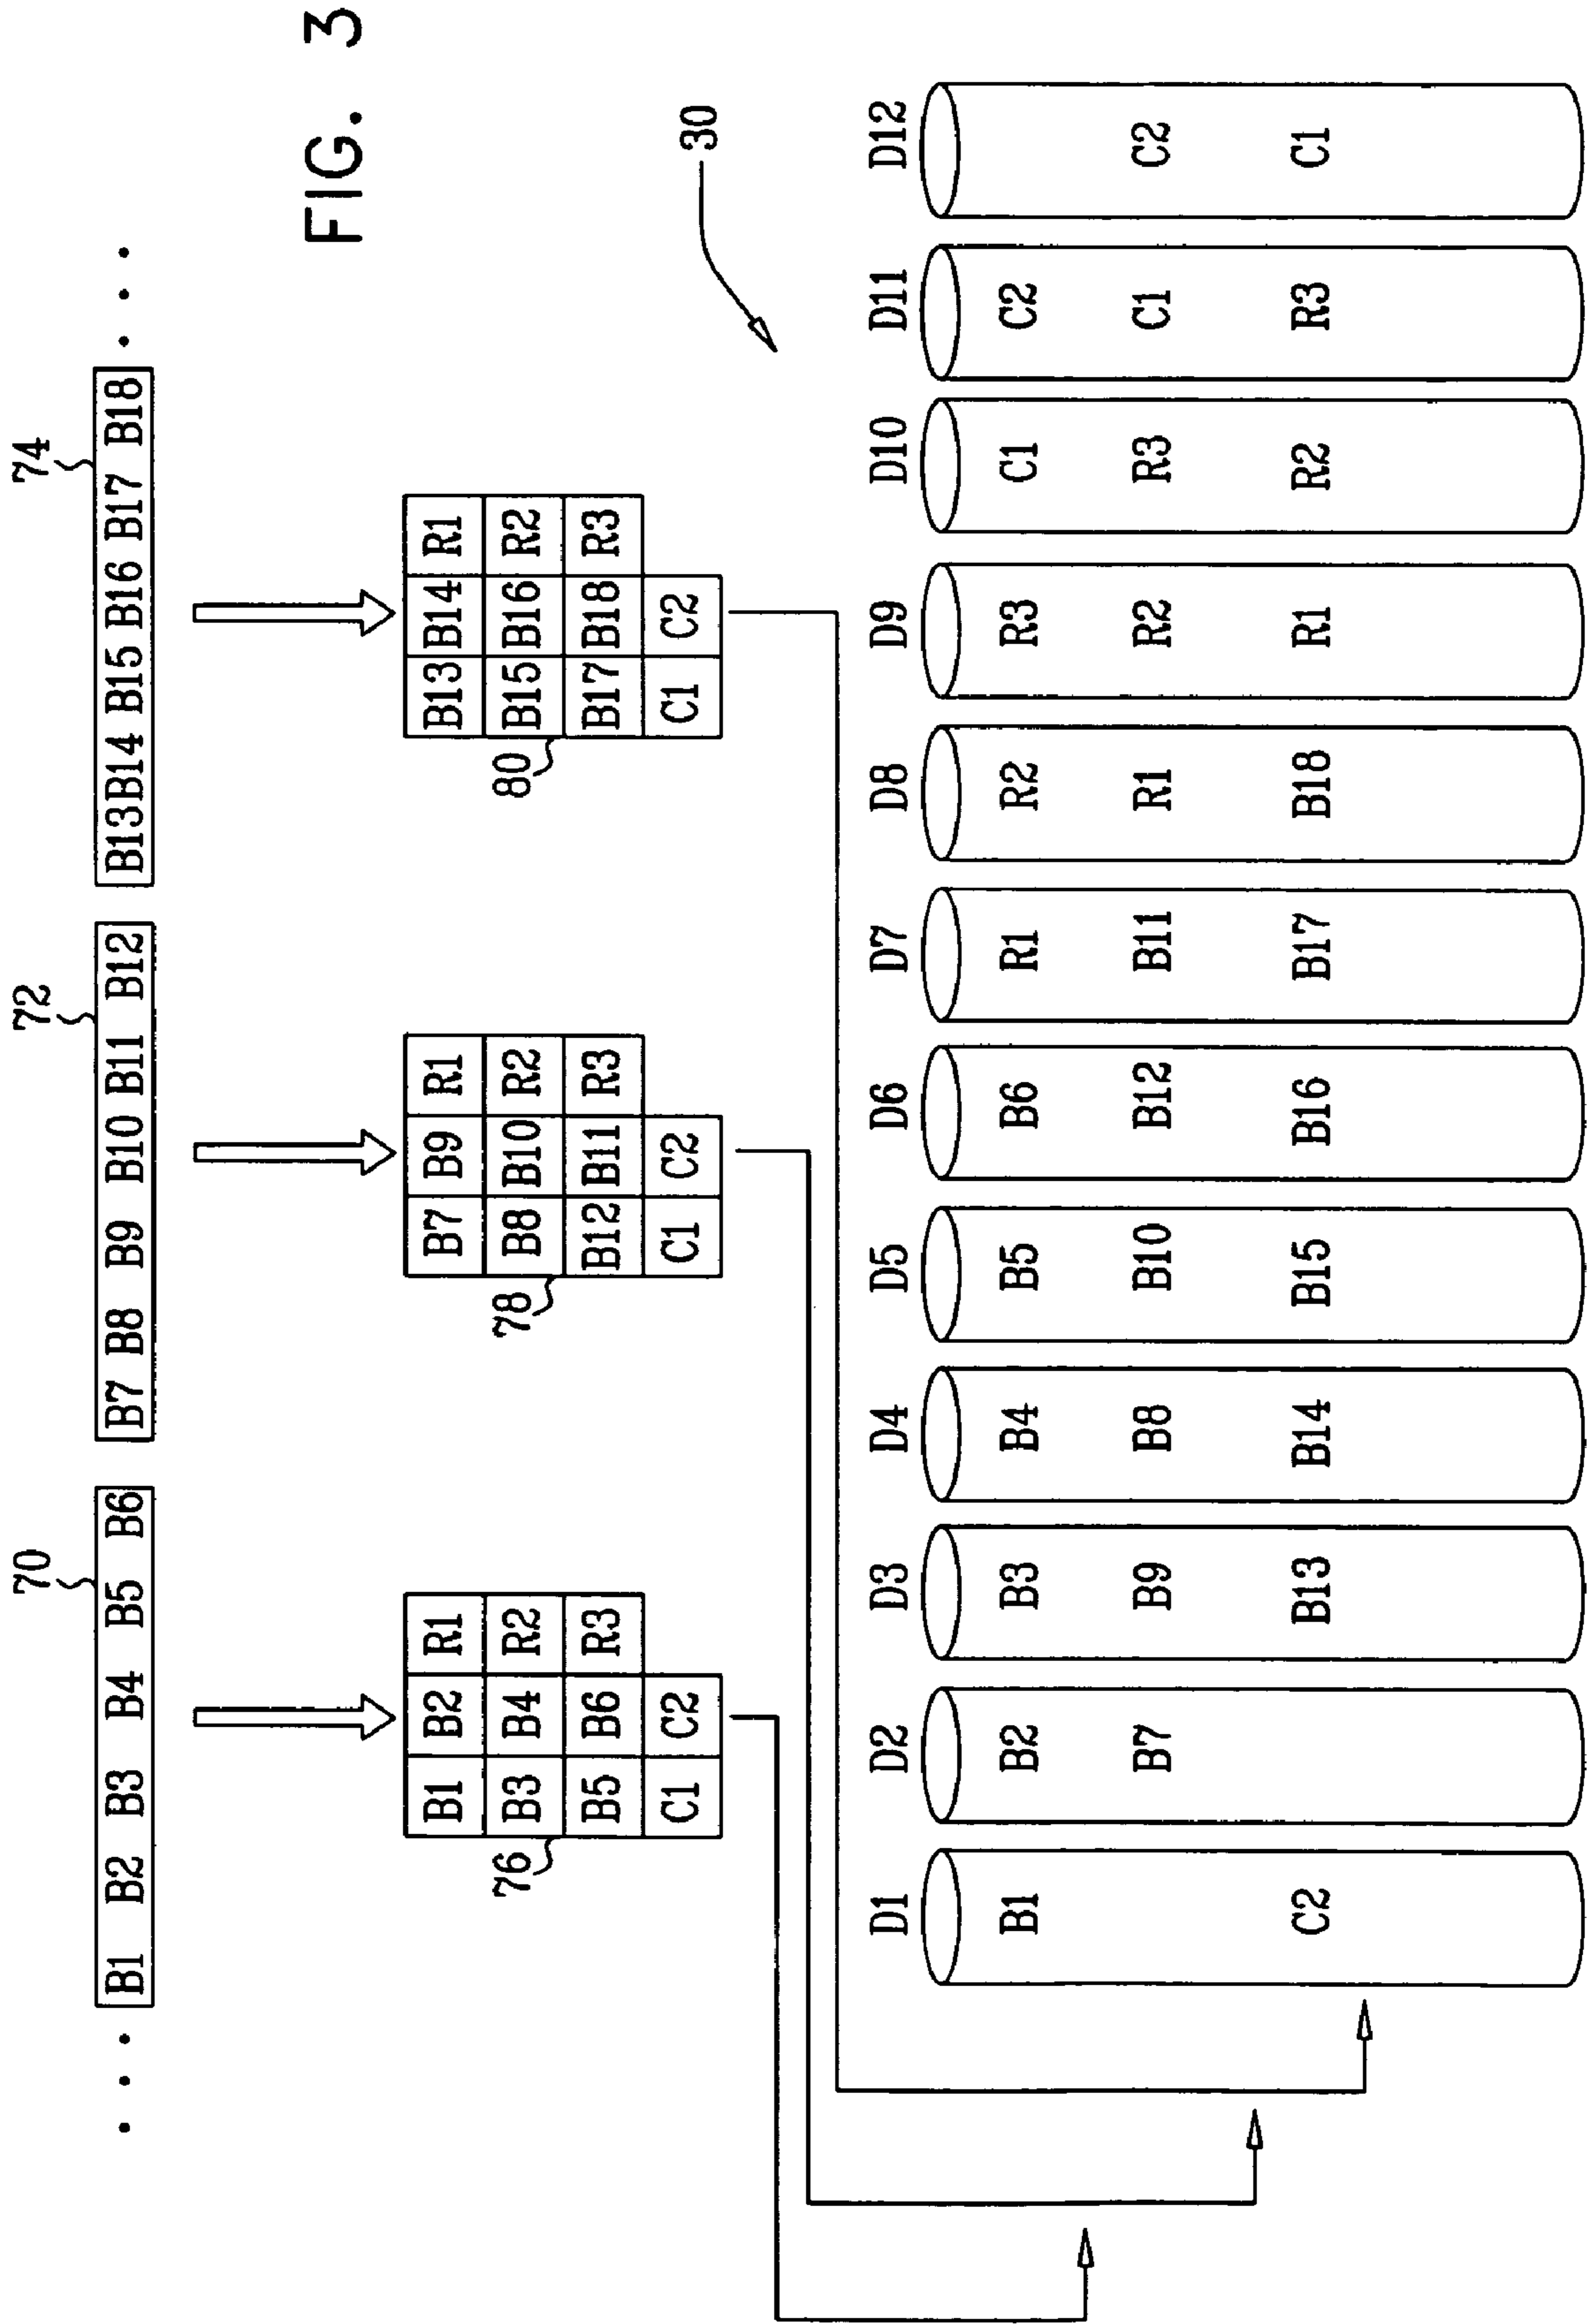 FIG. 3
70 72 74
. . . B1 B2 B3 B4 B5 B6
B7 B8 B9 B10 B11 B12
B13 B14 B15 B16 B17 B18 . . .
76
B1 B2 R1
B3 B4 R2
B5 B6 R3
C1 C2
78
B7 B9 R1
B8 B10 R2
B12 B11 R3
C1 C2
80
B13 B14 R1
B15 B16 R2
B17 B18 R3
C1 C2
30
D1 D2 D3 D4 D5 D6 D7 D8 D9 D10 D11 D12
B1 B2 B3 B4 B5 B6 R1 R2 R3 C1 C2
B7 B9 B8 B10 B12 B11 R1 R2 R3 C1 C2
C2 B13 B14 B15 B16 B17 B18 R1 R2 R3 C1